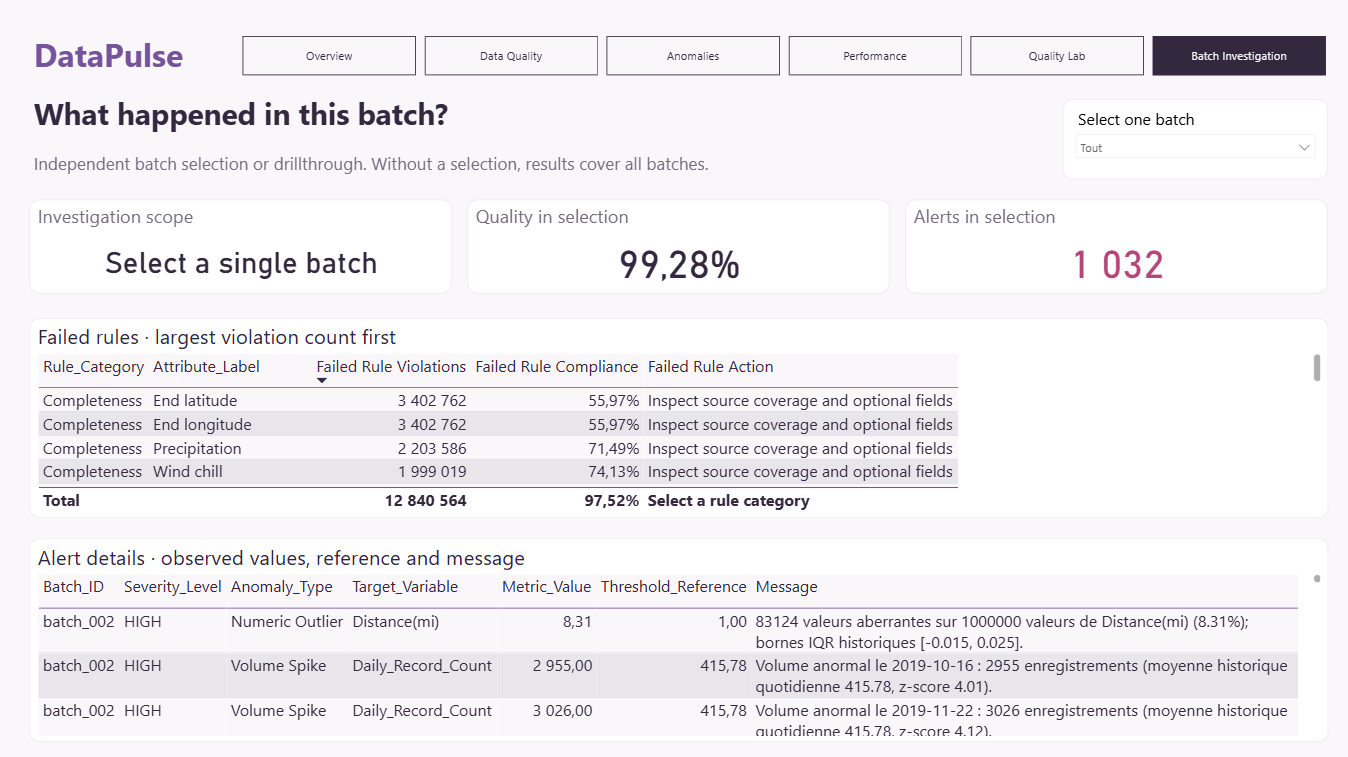 DataPulse
Overview
Data Quality
Anomalies
Performance
Quality Lab
Batch Investigation
What happened in this batch?
Select one batch
Tout
Independent batch selection or drillthrough. Without a selection, results cover all batches.
Investigation scope
Select a single batch
Quality in selection
99,28%
Alerts in selection
1 032
Failed rules · largest violation count first
Rule_Category Attribute_Label Failed Rule Violations Failed Rule Compliance Failed Rule Action
Completeness End latitude 3 402 762 55,97% Inspect source coverage and optional fields
Completeness End longitude 3 402 762 55,97% Inspect source coverage and optional fields
Completeness Precipitation 2 203 586 71,49% Inspect source coverage and optional fields
Completeness Wind chill 1 999 019 74,13% Inspect source coverage and optional fields
Total 12 840 564 97,52% Select a rule category
Alert details · observed values, reference and message
Batch_ID Severity_Level Anomaly_Type Target_Variable Metric_Value Threshold_Reference Message
batch_002 HIGH Numeric Outlier Distance(mi) 8,31 1,00 83124 valeurs aberrantes sur 1000000 valeurs de Distance(mi) (8.31%);
bornes IQR historiques [-0.015, 0.025].
batch_002 HIGH Volume Spike Daily_Record_Count 2 955,00 415,78 Volume anormal le 2019-10-16 : 2955 enregistrements (moyenne historique
quotidienne 415.78, z-score 4.01).
batch_002 HIGH Volume Spike Daily_Record_Count 3 026,00 415,78 Volume anormal le 2019-11-22 : 3026 enregistrements (moyenne historique
quotidienne 415.78, z-score 4.12).